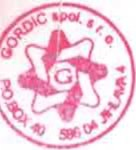 GORDIC spol. s r. o.
G
P.O.BOX 40 586 04 JIHLAVA 4